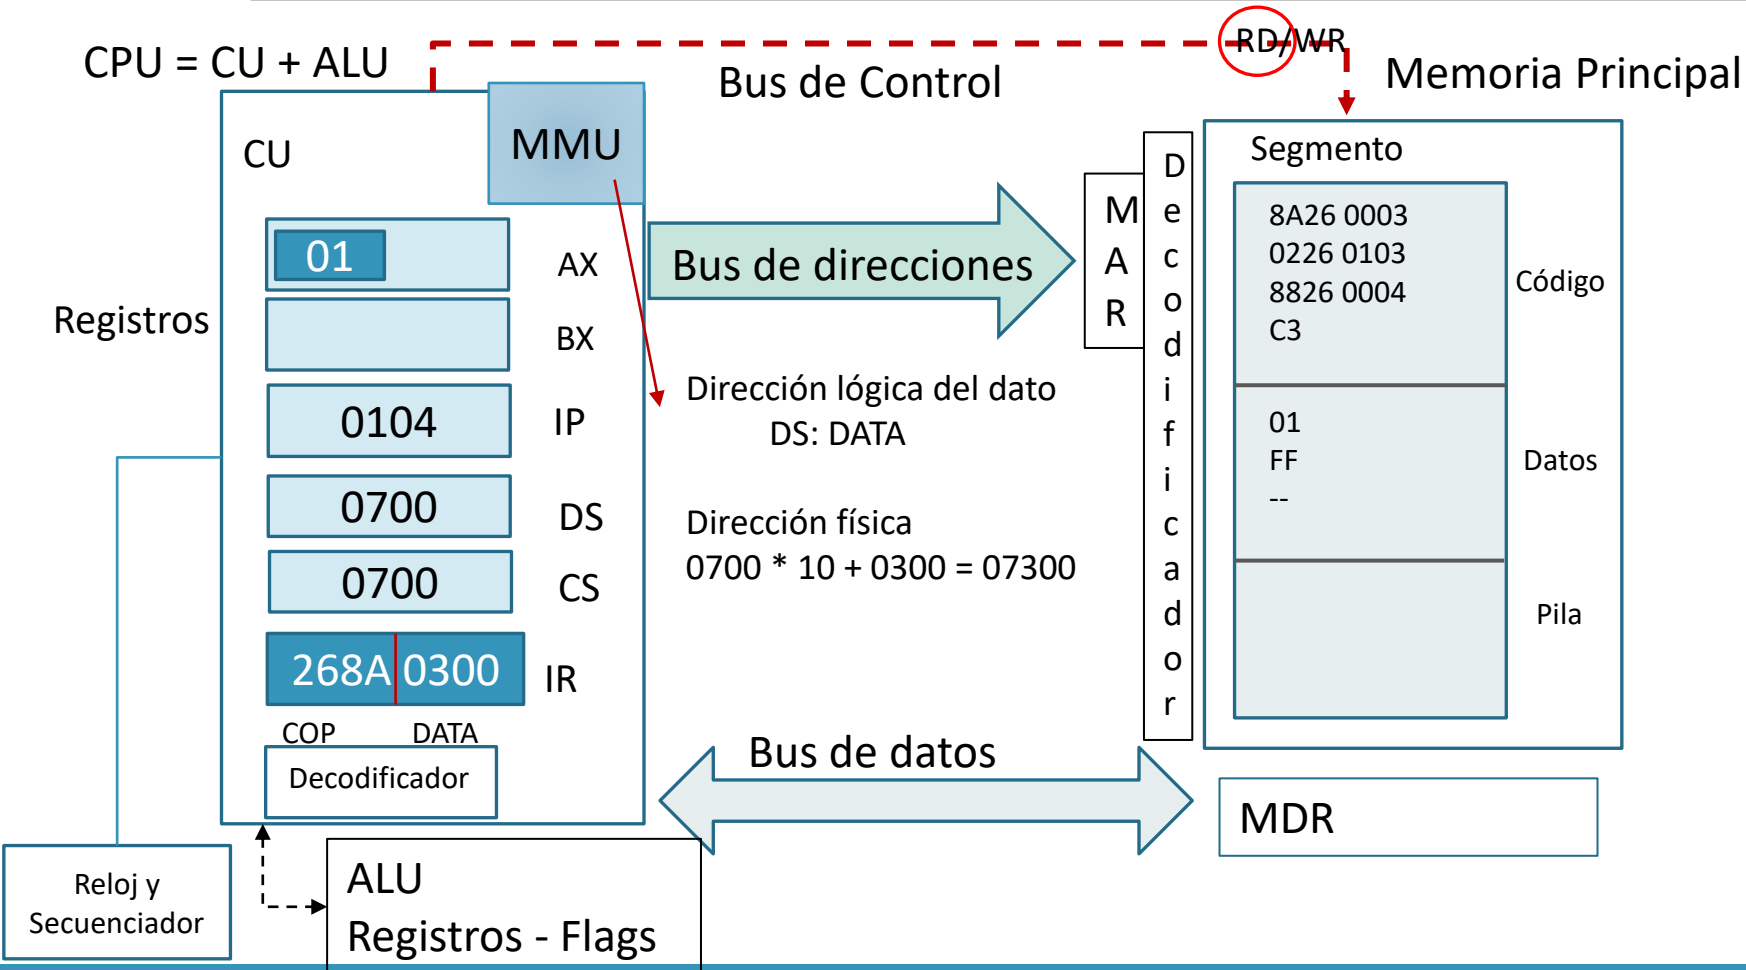 CPU = CU + ALU
Bus de Control
RD/WR
Memoria Principal
CU
MMU
Registros
01
AX
BX
0104
IP
0700
DS
0700
CS
268A 0300
IR
COP DATA
Decodificador
Reloj y
Secuenciador
ALU
Registros - Flags
Bus de direcciones
Dirección lógica del dato
DS: DATA
Dirección física
0700 * 10 + 0300 = 07300
Bus de datos
MAR
Decodificador
Segmento
8A26 0003
0226 0103
8826 0004
C3
Código
01
FF
--
Datos
Pila
MDR